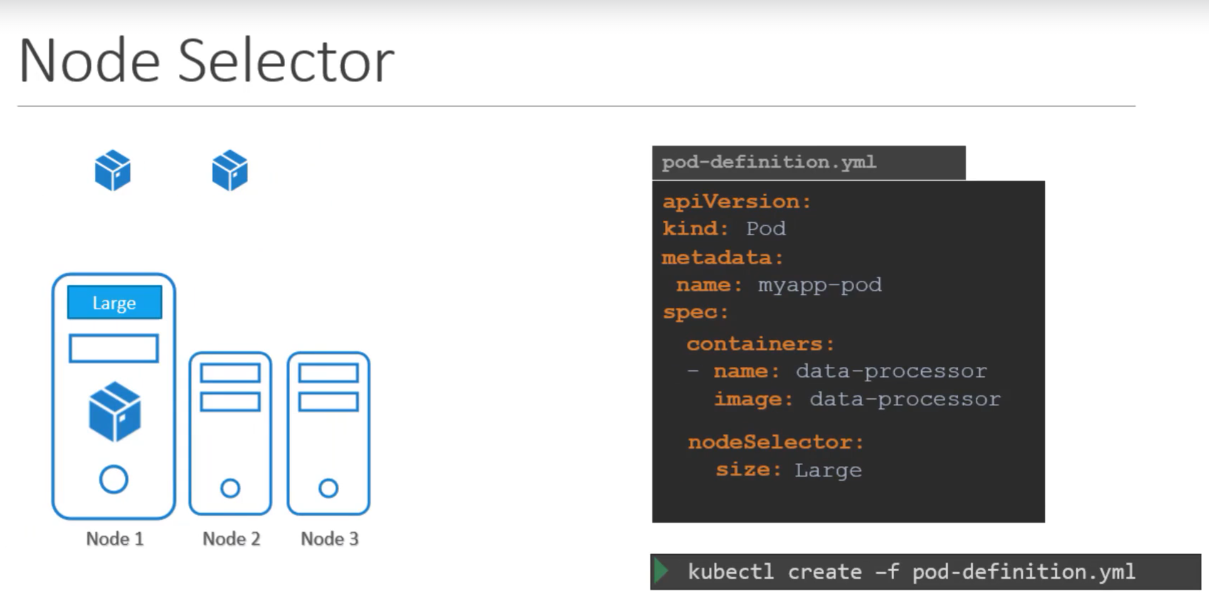 Node Selector
Large
Node 1
Node 2
Node 3
pod-definition.yml
apiVersion:
kind: Pod
metadata:
name: myapp-pod
spec:
containers:
- name: data-processor
image: data-processor
nodeSelector:
size: Large
kubectl create –f pod-definition.yml